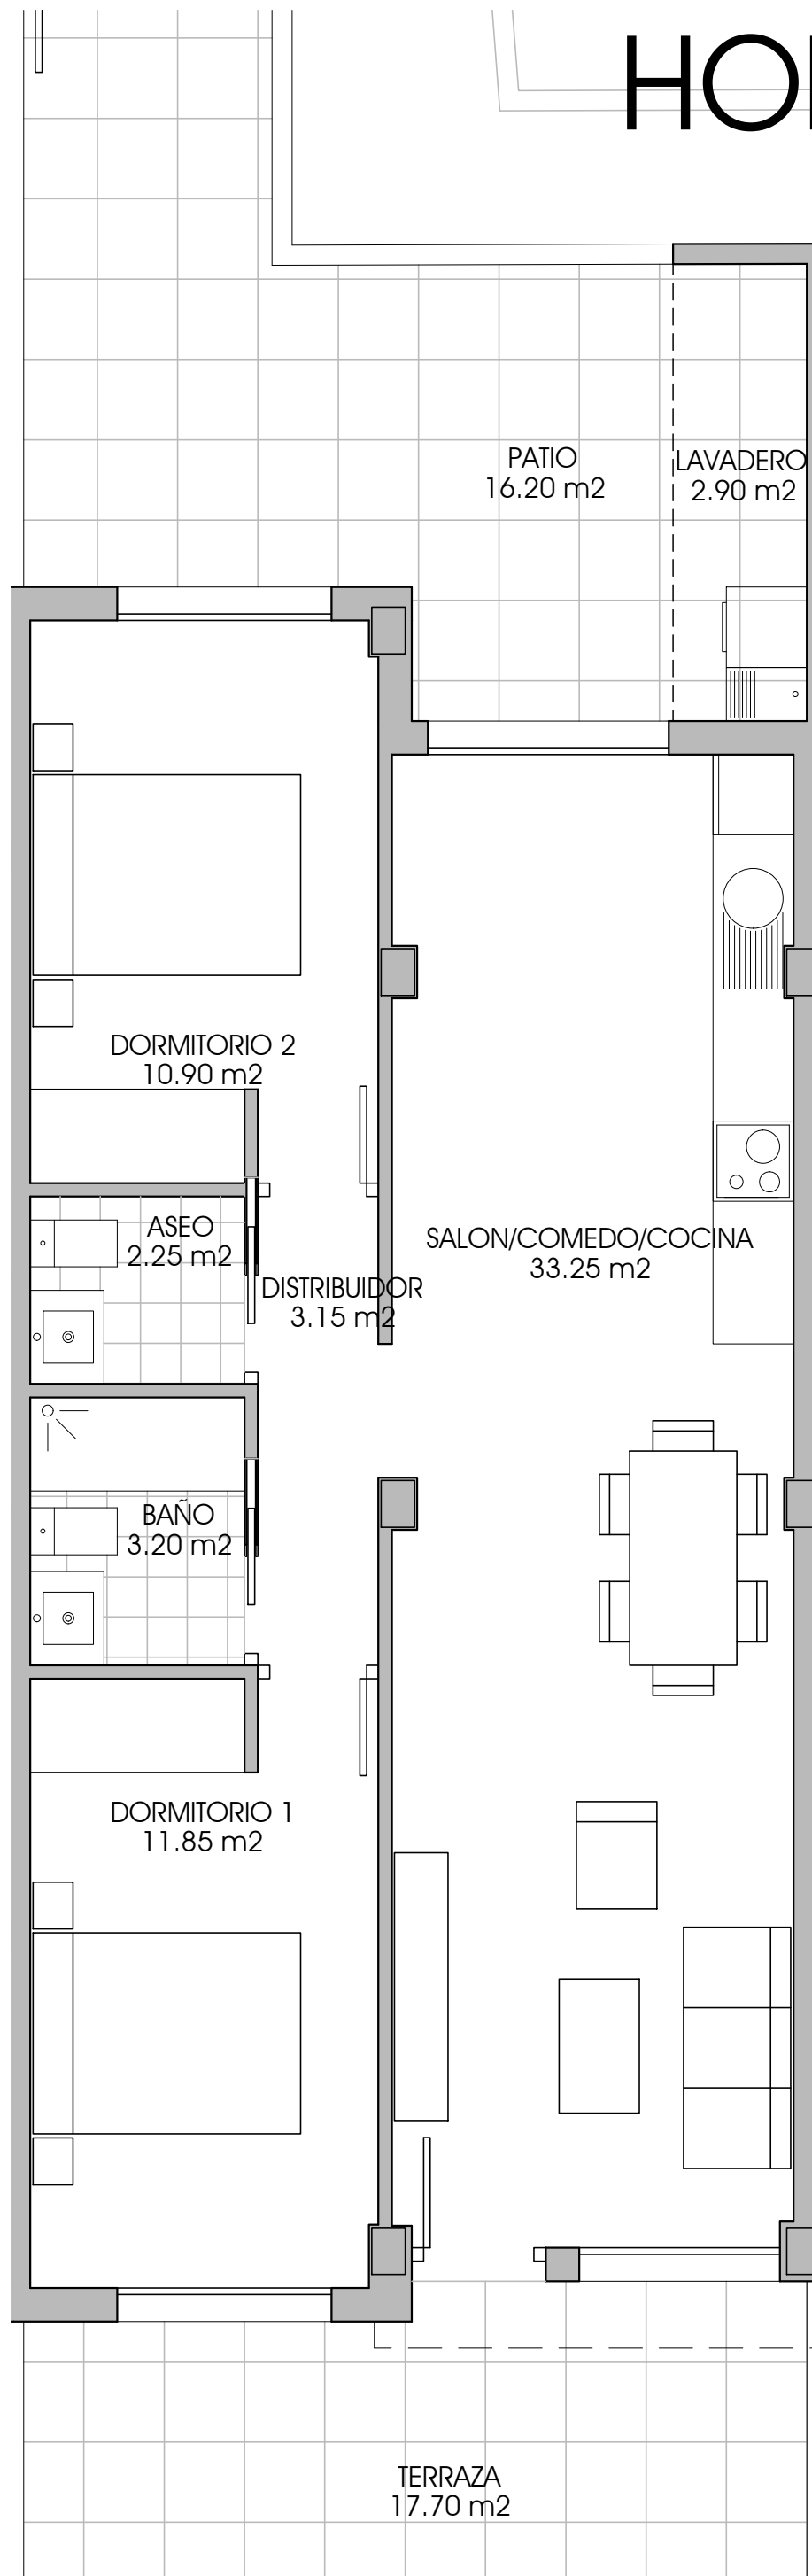 PATIO
16.20 m2
LAVADERO
2.90 m2
DORMITORIO 2
10.90 m2
ASEO
2.25 m2
SALON/COMEDO/COCINA
33.25 m2
DISTRIBUIDOR
3.15 m2
BAÑO
3.20 m2
DORMITORIO 1
11.85 m2
TERRAZA
17.70 m2